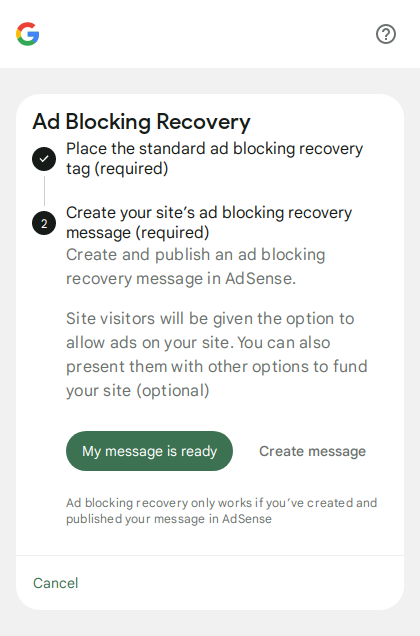 Ad Blocking Recovery
Place the standard ad blocking recovery
tag (required)
2
Create your site’s ad blocking recovery
message (required)
Create and publish an ad blocking
recovery message in AdSense.
Site visitors will be given the option to
allow ads on your site. You can also
present them with other options to fund
your site (optional)
My message is ready
Create message
Ad blocking recovery only works if you’ve created and
published your message in AdSense
Cancel